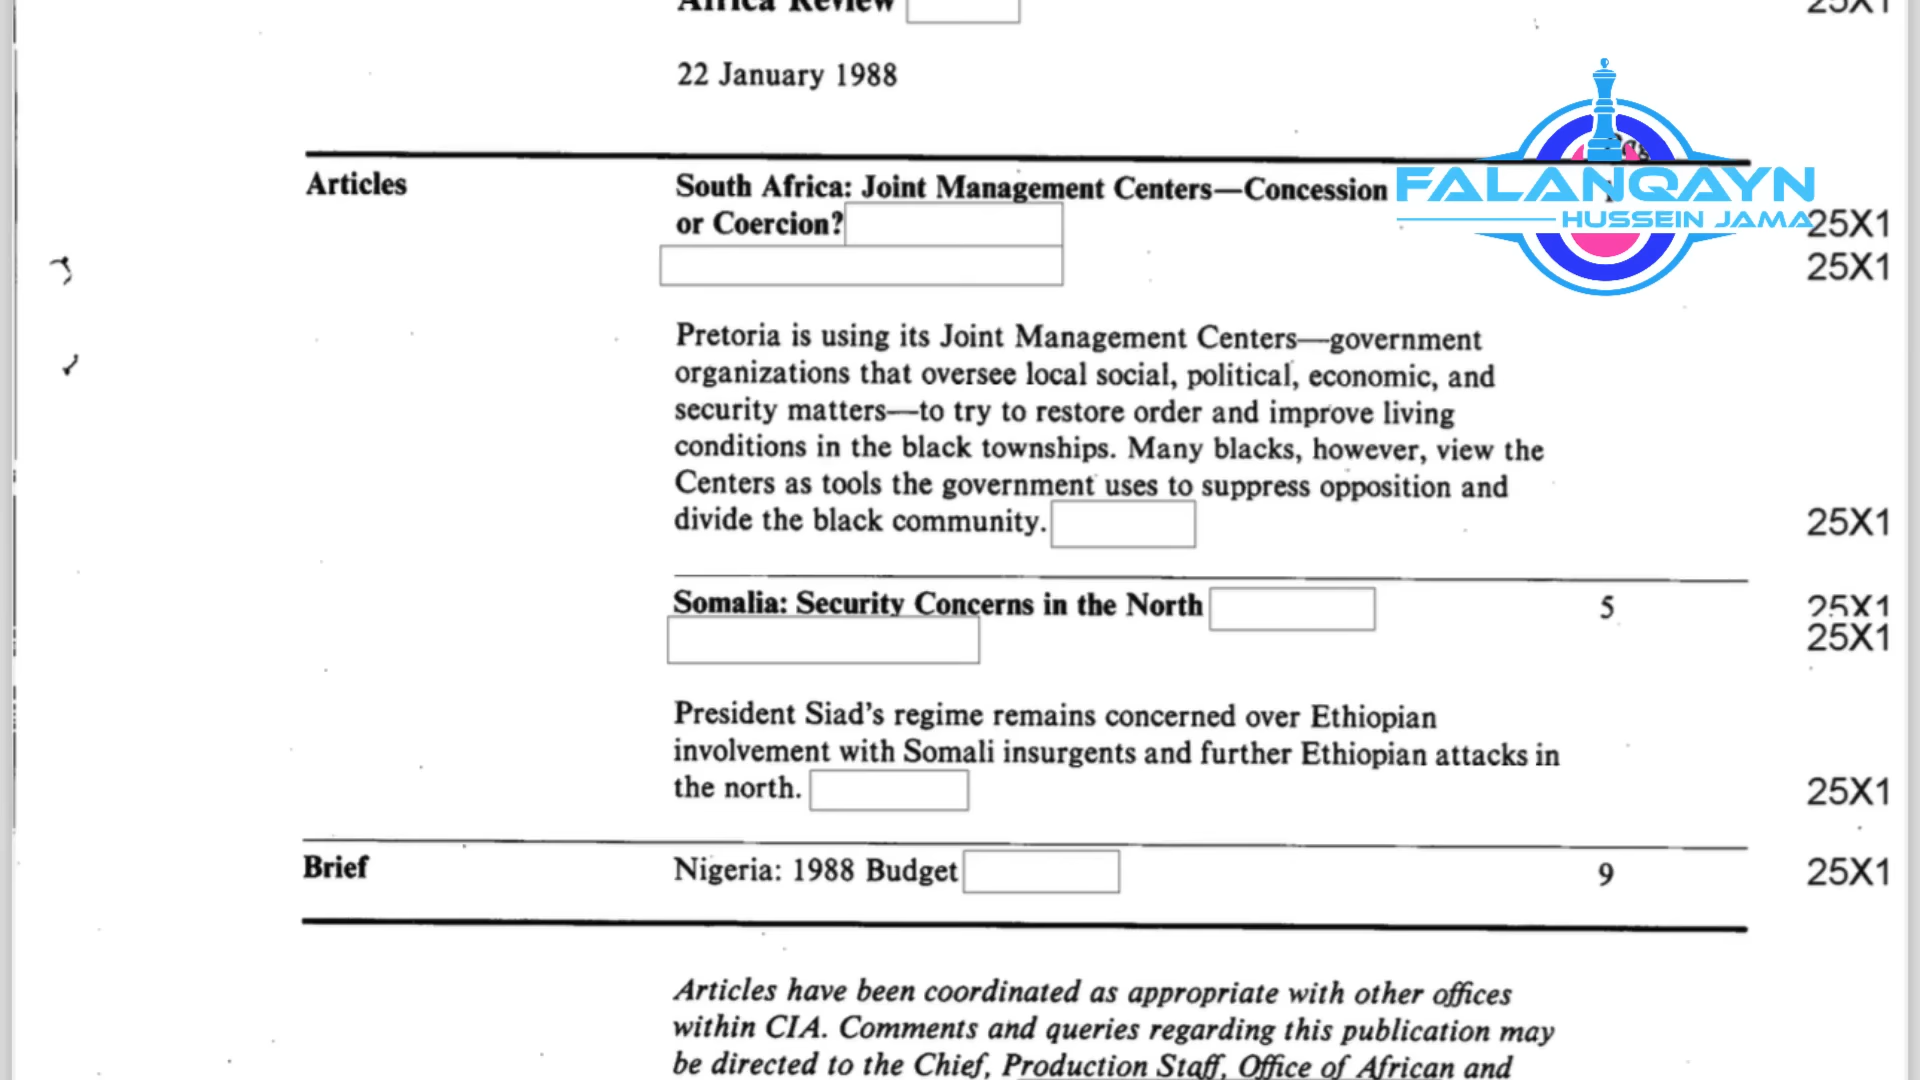 Africa Review
25X1
22 January 1988
FALANQAYN
HUSSEIN JAMA
Articles
South Africa: Joint Management Centers—Concession
or Coercion?
25X1
25X1
Pretoria is using its Joint Management Centers—government
organizations that oversee local social, political, economic, and
security matters—to try to restore order and improve living
conditions in the black townships. Many blacks, however, view the
Centers as tools the government uses to suppress opposition and
divide the black community.
25X1
Somalia: Security Concerns in the North
5
25X1
25X1
President Siad's regime remains concerned over Ethiopian
involvement with Somali insurgents and further Ethiopian attacks in
the north.
25X1
Brief
Nigeria: 1988 Budget
9
25X1
Articles have been coordinated as appropriate with other offices
within CIA. Comments and queries regarding this publication may
be directed to the Chief, Production Staff, Office of African and